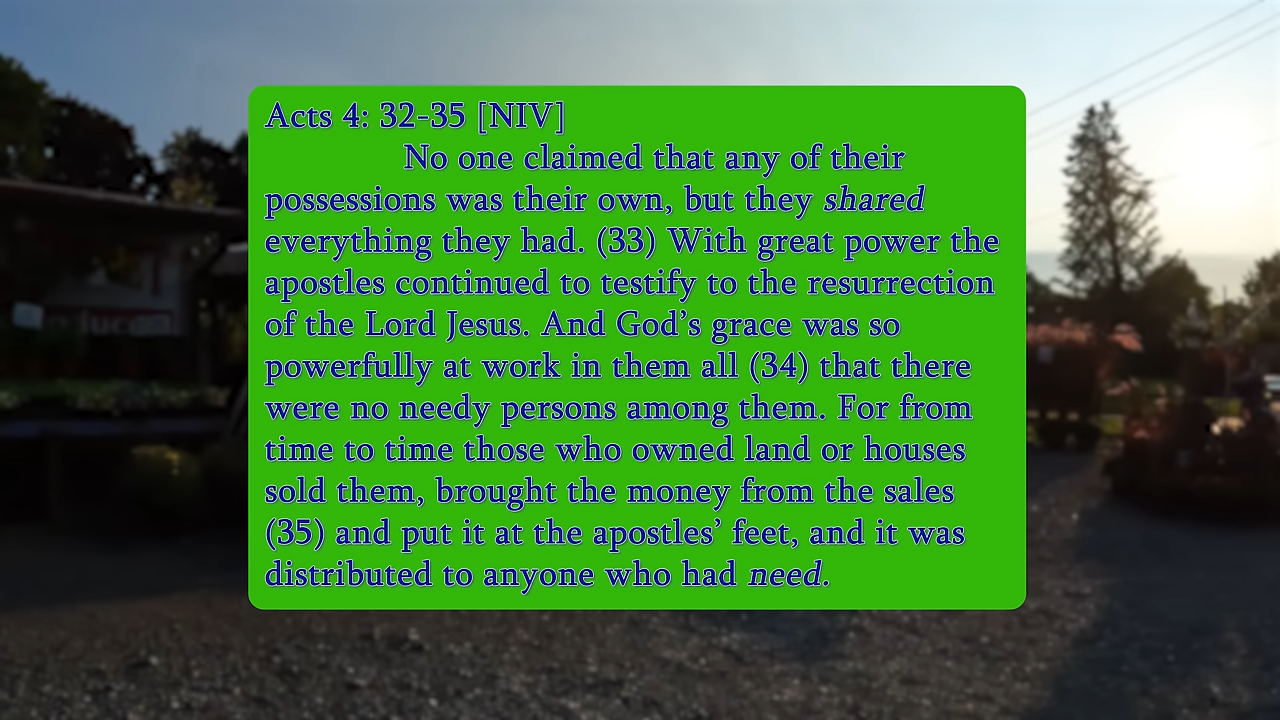 Acts 4: 32-35 [NIV]
No one claimed that any of their
possessions was their own, but they shared
everything they had. (33) With great power the
apostles continued to testify to the resurrection
of the Lord Jesus. And God’s grace was so
powerfully at work in them all (34) that there
were no needy persons among them. For from
time to time those who owned land or houses
sold them, brought the money from the sales
(35) and put it at the apostles’ feet, and it was
distributed to anyone who had need.